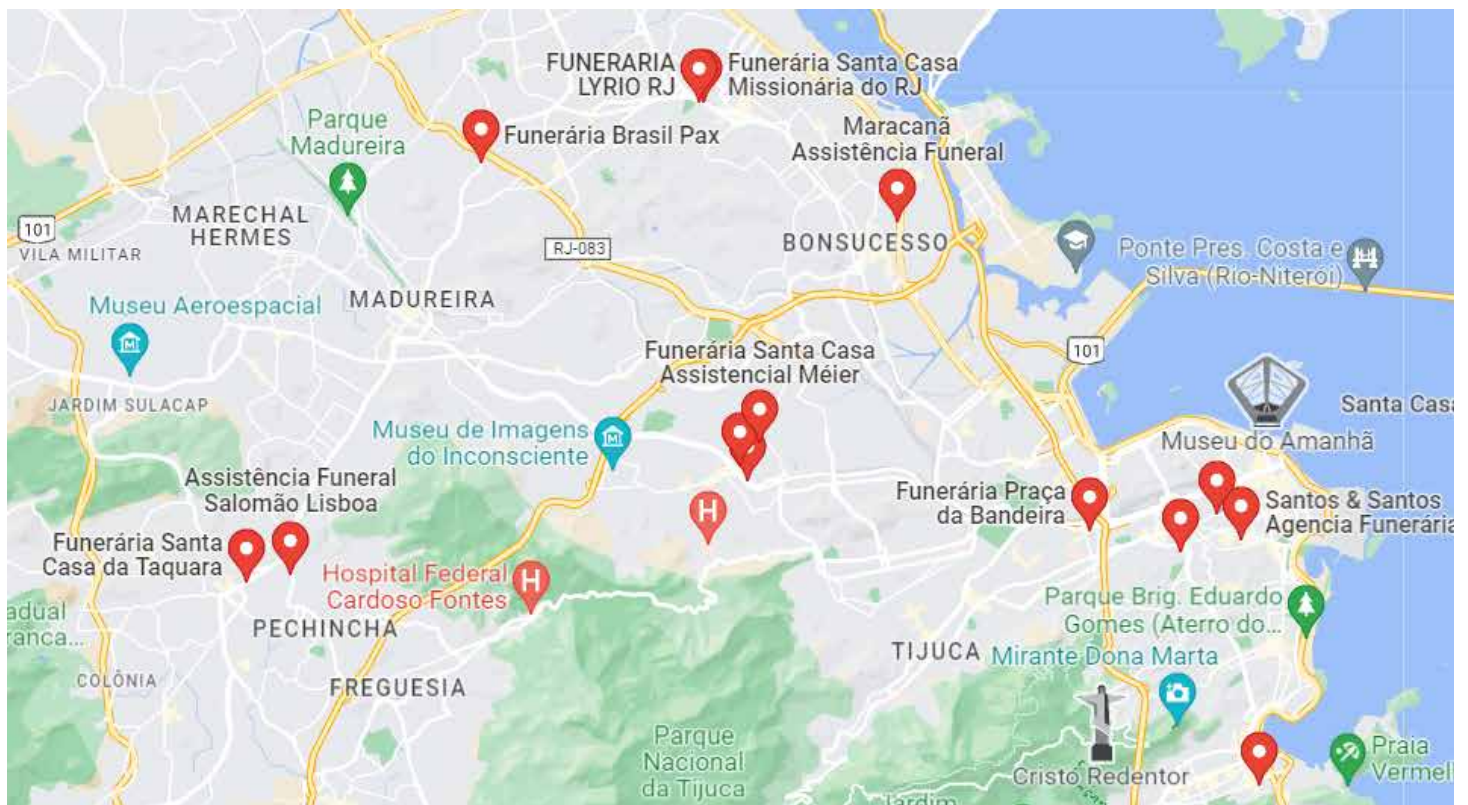 FUNERARIA
LYRIO RJ
Funerária Santa Casa
Missionária do RJ
Parque
Madureira
Funerária Brasil Pax
Maracanã
Assistência Funeral
MARECHAL
HERMES
101
VILA MILITAR
RJ-083
BONSUCESSO
Ponte Pres. Costa e
Silva (Rio-Niterói)
Museu Aeroespacial
MADUREIRA
101
Funerária Santa Casa
Assistencial Méier
JARDIM SULACAP
Santa Casa
Museu do Amanhã
Museu de Imagens
do Inconsciente
Assistência Funeral
Salomão Lisboa
Funerária Praça
da Bandeira
Santos & Santos
Agencia Funerária
H
Funerária Santa
Casa da Taquara
Hospital Federal
Cardoso Fontes
H
Parque Brig. Eduardo
Gomes (Aterro do...
adual
ranca...
PECHINCHA
TIJUCA
Mirante Dona Marta
COLÔNIA
FREGUESIA
Parque
Nacional
da Tijuca
Cristo Redentor
Praia
Vermel
Jardim